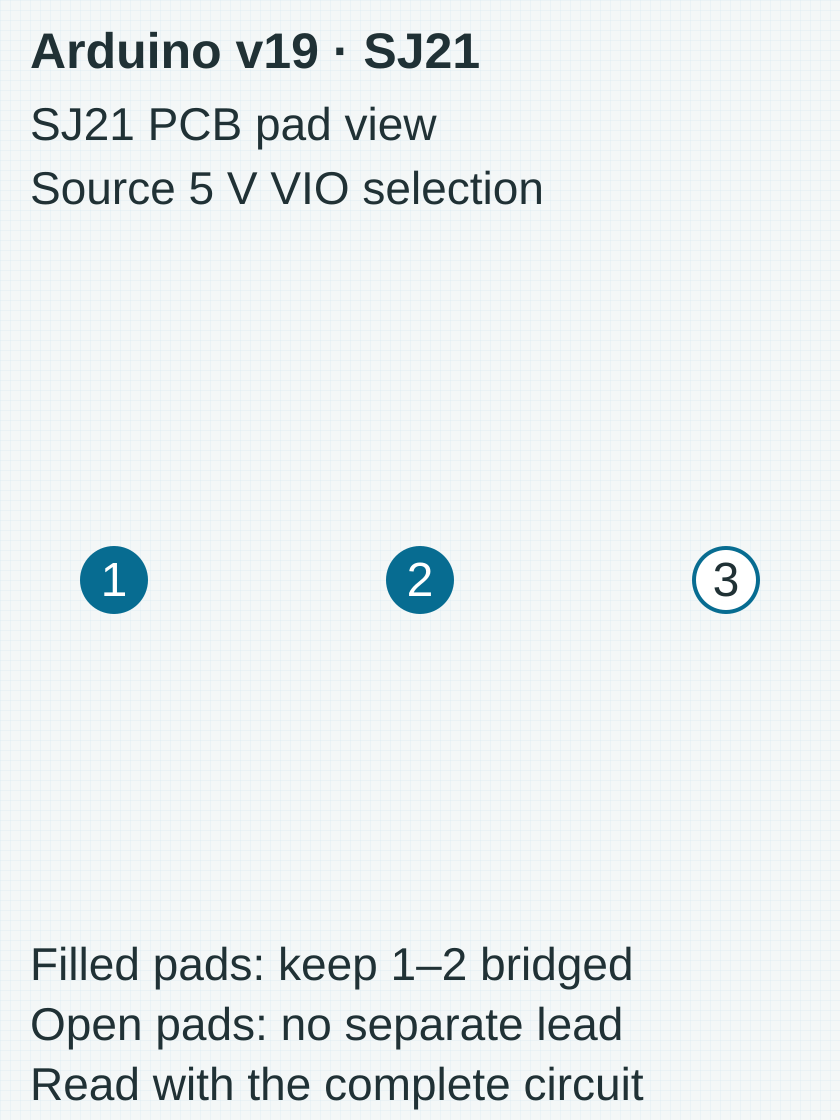 Arduino v19 · SJ21
SJ21 PCB pad view
Source 5 V VIO selection
1 2 3
Filled pads: keep 1–2 bridged
Open pads: no separate lead
Read with the complete circuit